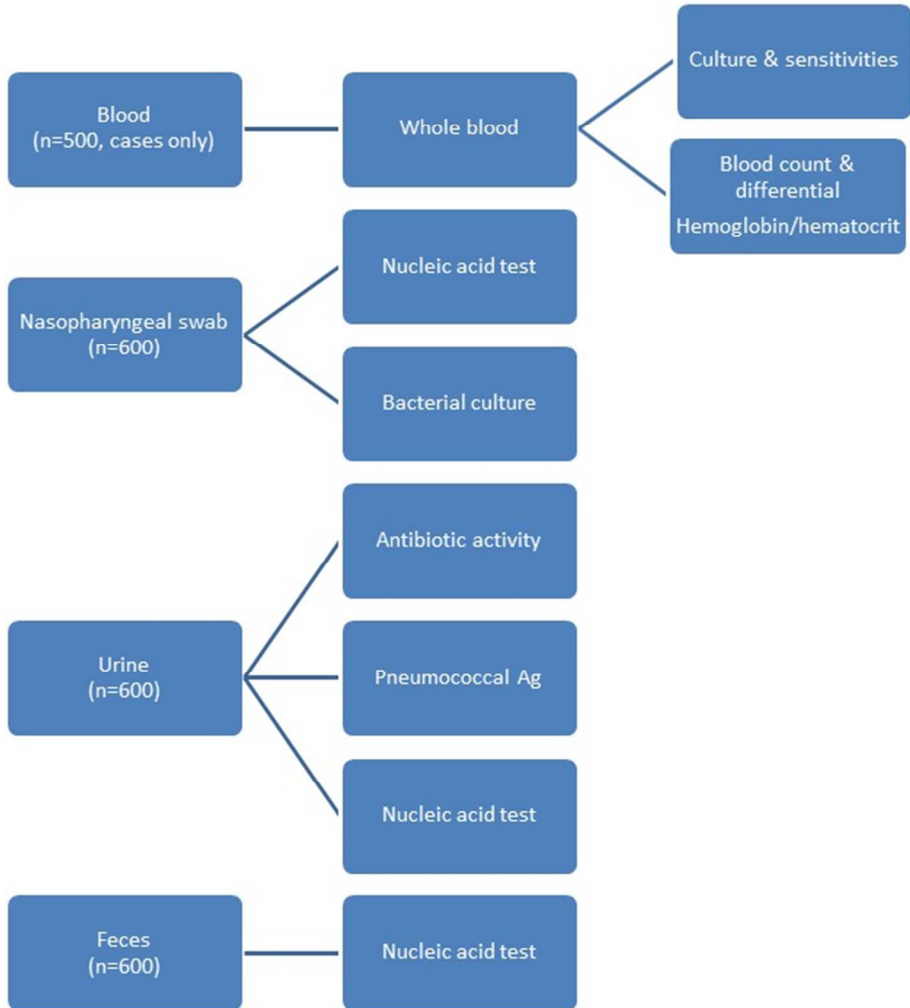 Blood
(n=500, cases only)
Whole blood
Culture & sensitivities
Blood count &
differential
Hemoglobin/hematocrit
Nasopharyngeal swab
(n=600)
Nucleic acid test
Bacterial culture
Urine
(n=600)
Antibiotic activity
Pneumococcal Ag
Nucleic acid test
Feces
(n=600)
Nucleic acid test